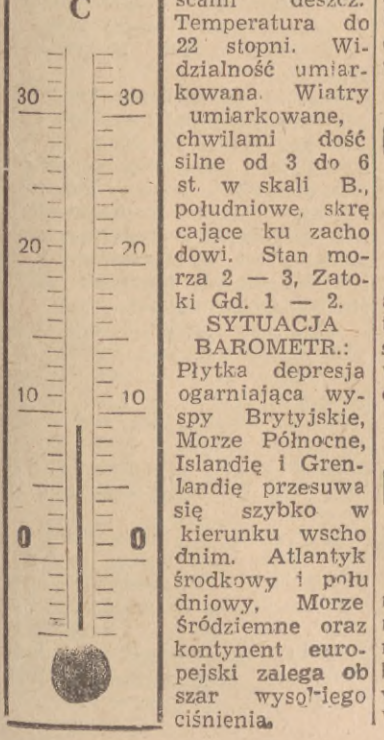 C
30 30
20 20
10 10
0 0
deszcz.
Temperatura do
22 stopni. Wi-
dzialność umiar-
kowana. Wiatry
umiarkowane,
chwilami dość
silne od 3 do 6
st. w skali B.,
południowe, skrę
cające ku zacho
dowi. Stan mo-
rza 2 — 3, Zato-
ki Gd. 1 — 2.
SYTUACJA
BAROMETR.:
Płytka depresja
ogarniająca wy-
spy Brytyjskie,
Morze Północne,
Islandię i Gren-
landię przesuwa
się szybko w
kierunku wscho
dnim. Atlantyk
środkowy i połu
dniowy, Morze
Śródziemne oraz
kontynent euro-
pejski zalega ob
szar wysokiego
ciśnienia.